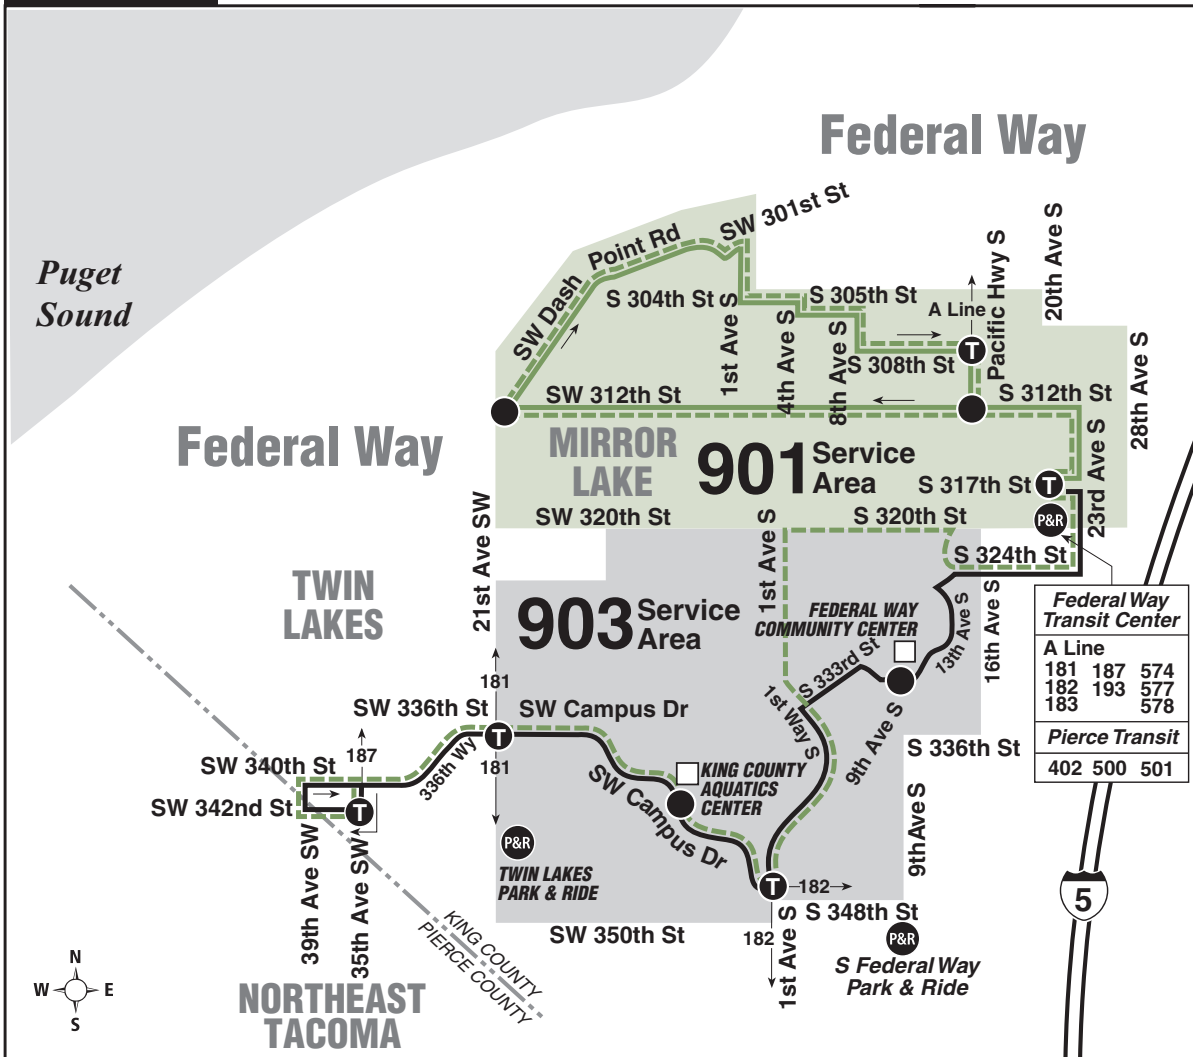 Federal Way
Puget
Sound
SW 301st St
SW Dash
Point Rd
S 304th St
S 305th St
A Line
Pacific Hwy S
20th Ave S
1st Ave S
4th Ave S
8th Ave S
S 308th St
T
28th Ave S
SW 312th St
S 312th St
Federal Way
MIRROR
LAKE
901
Service
Area
S 317th St
T
23rd Ave S
P&R
SW 320th St
S 320th St
S 324th St
21st Ave SW
1st Ave S
TWIN
LAKES
903
Service
Area
FEDERAL WAY
COMMUNITY CENTER
13th Ave S
16th Ave S
Federal Way
Transit Center
A Line
181 187 574
182 193 577
183 578
Pierce Transit
402 500 501
S 333rd St
181
SW 336th St
SW Campus Dr
T
1st Way S
9th Ave S
S 336th St
187
336th Wy
181
SW 340th St
SW 342nd St
T
KING COUNTY
AQUATICS
CENTER
SW Campus Dr
9th Ave S
P&R
TWIN LAKES
PARK & RIDE
T
182
5
39th Ave SW
35th Ave SW
S 348th St
SW 350th St
182
1st Ave S
P&R
S Federal Way
Park & Ride
KING COUNTY
PIERCE COUNTY
N
W E
S
NORTHEAST
TACOMA